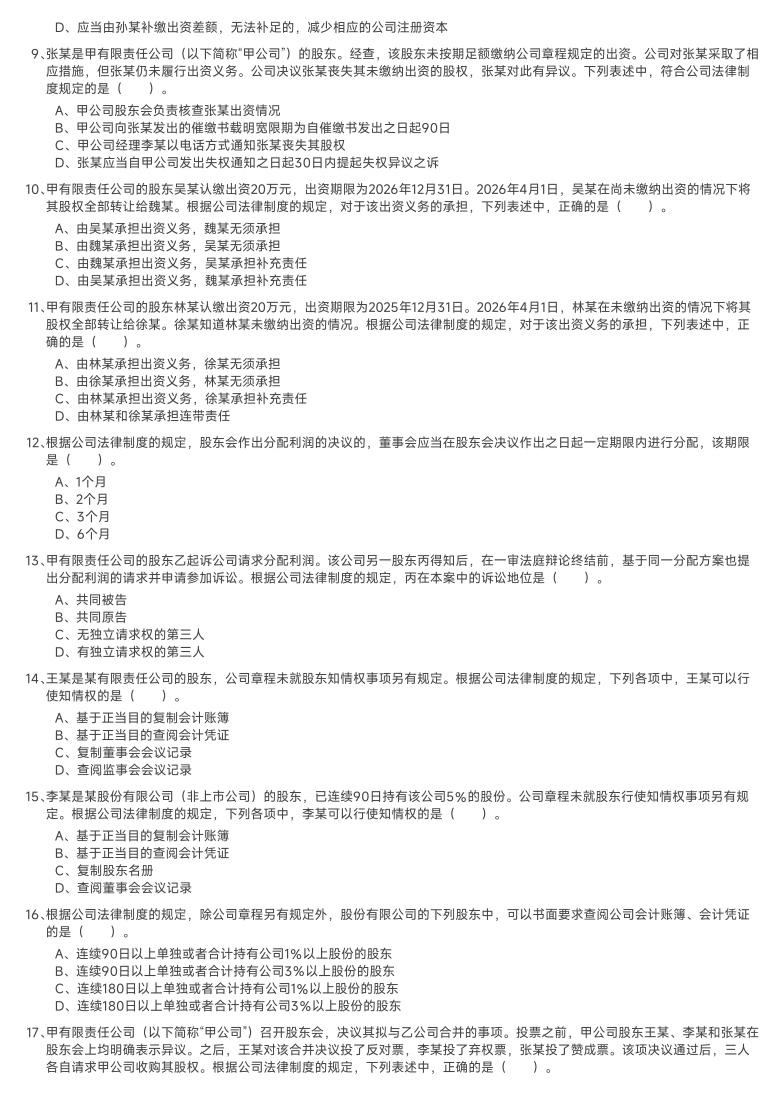 D、应当由孙某补缴出资差额，无法补足的，减少相应的公司注册资本
9、张某是甲有限责任公司（以下简称“甲公司”）的股东。经查，该股东未按期足额缴纳公司章程规定的出资。公司对张某采取了相
应措施，但张某仍未履行出资义务。公司决议张某丧失其未缴纳出资的股权，张某对此有异议。下列表述中，符合公司法律制
度规定的是（　　）。
A、甲公司股东会负责核查张某出资情况
B、甲公司向张某发出的催缴书载明宽限期为自催缴书发出之日起90日
C、甲公司经理李某以电话方式通知张某丧失其股权
D、张某应当自甲公司发出失权通知之日起30日内提起失权异议之诉
10、甲有限责任公司的股东吴某认缴出资20万元，出资期限为2026年12月31日。2026年4月1日，吴某在尚未缴纳出资的情况下将
其股权全部转让给魏某。根据公司法律制度的规定，对于该出资义务的承担，下列表述中，正确的是（　　）。
A、由吴某承担出资义务，魏某无须承担
B、由魏某承担出资义务，吴某无须承担
C、由魏某承担出资义务，吴某承担补充责任
D、由吴某承担出资义务，魏某承担补充责任
11、甲有限责任公司的股东林某认缴出资20万元，出资期限为2025年12月31日。2026年4月1日，林某在未缴纳出资的情况下将其
股权全部转让给徐某。徐某知道林某未缴纳出资的情况。根据公司法律制度的规定，对于该出资义务的承担，下列表述中，正
确的是（　　）。
A、由林某承担出资义务，徐某无须承担
B、由徐某承担出资义务，林某无须承担
C、由林某承担出资义务，徐某承担补充责任
D、由林某和徐某承担连带责任
12、根据公司法律制度的规定，股东会作出分配利润的决议的，董事会应当在股东会决议作出之日起一定期限内进行分配，该期限
是（　　）。
A、1个月
B、2个月
C、3个月
D、6个月
13、甲有限责任公司的股东乙起诉公司请求分配利润。该公司另一股东丙得知后，在一审法庭辩论终结前，基于同一分配方案也提
出分配利润的请求并申请参加诉讼。根据公司法律制度的规定，丙在本案中的诉讼地位是（　　）。
A、共同被告
B、共同原告
C、无独立请求权的第三人
D、有独立请求权的第三人
14、王某是某有限责任公司的股东，公司章程未就股东知情权事项另有规定。根据公司法律制度的规定，下列各项中，王某可以行
使知情权的是（　　）。
A、基于正当目的复制会计账簿
B、基于正当目的查阅会计凭证
C、复制董事会会议记录
D、查阅监事会会议记录
15、李某是某股份有限公司（非上市公司）的股东，已连续90日持有该公司5%的股份。公司章程未就股东行使知情权事项另有规
定。根据公司法律制度的规定，下列各项中，李某可以行使知情权的是（　　）。
A、基于正当目的复制会计账簿
B、基于正当目的查阅会计凭证
C、复制股东名册
D、查阅董事会会议记录
16、根据公司法律制度的规定，除公司章程另有规定外，股份有限公司的下列股东中，可以书面要求查阅公司会计账簿、会计凭证
的是（　　）。
A、连续90日以上单独或者合计持有公司1%以上股份的股东
B、连续90日以上单独或者合计持有公司3%以上股份的股东
C、连续180日以上单独或者合计持有公司1%以上股份的股东
D、连续180日以上单独或者合计持有公司3%以上股份的股东
17、甲有限责任公司（以下简称“甲公司”）召开股东会，决议其拟与乙公司合并的事项。投票之前，甲公司股东王某、李某和张某在
股东会上均明确表示异议。之后，王某对该合并决议投了反对票，李某投了弃权票，张某投了赞成票。该项决议通过后，三人
各自请求甲公司收购其股权。根据公司法律制度的规定，下列表述中，正确的是（　　）。